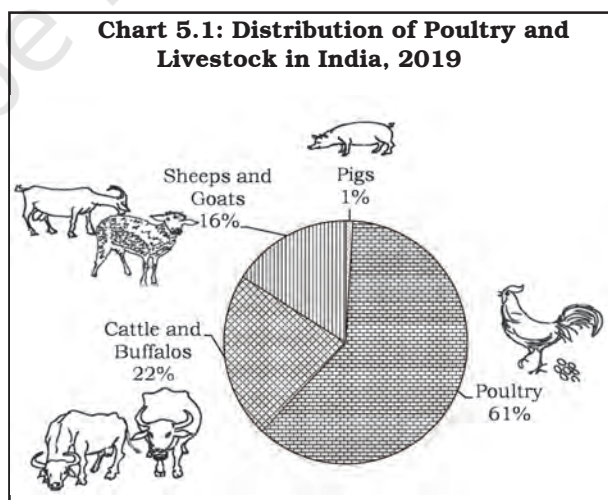 Chart 5.1: Distribution of Poultry and
Livestock in India, 2019
Pigs
1%
Sheeps and
Goats
16%
Cattle and
Buffalos
22%
Poultry
61%